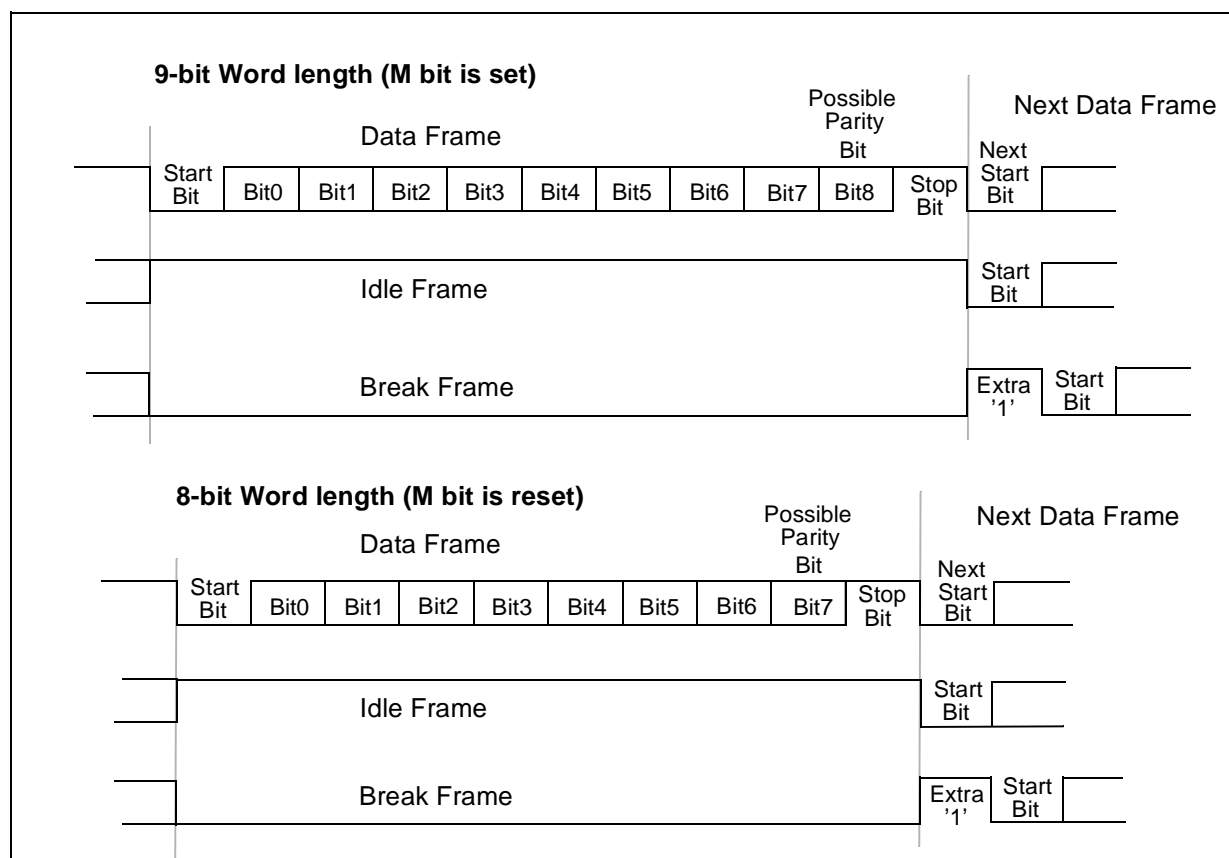 9-bit Word length (M bit is set)
Possible
Parity
Bit
Next Data Frame
Data Frame
Next
Start
Bit
Start
Bit
Bit0
Bit1
Bit2
Bit3
Bit4
Bit5
Bit6
Bit7
Bit8
Stop
Bit
Idle Frame
Start
Bit
Break Frame
Extra
'1'
Start
Bit
8-bit Word length (M bit is reset)
Possible
Parity
Bit
Next Data Frame
Data Frame
Next
Start
Bit
Start
Bit
Bit0
Bit1
Bit2
Bit3
Bit4
Bit5
Bit6
Bit7
Stop
Bit
Idle Frame
Start
Bit
Break Frame
Extra
'1'
Start
Bit